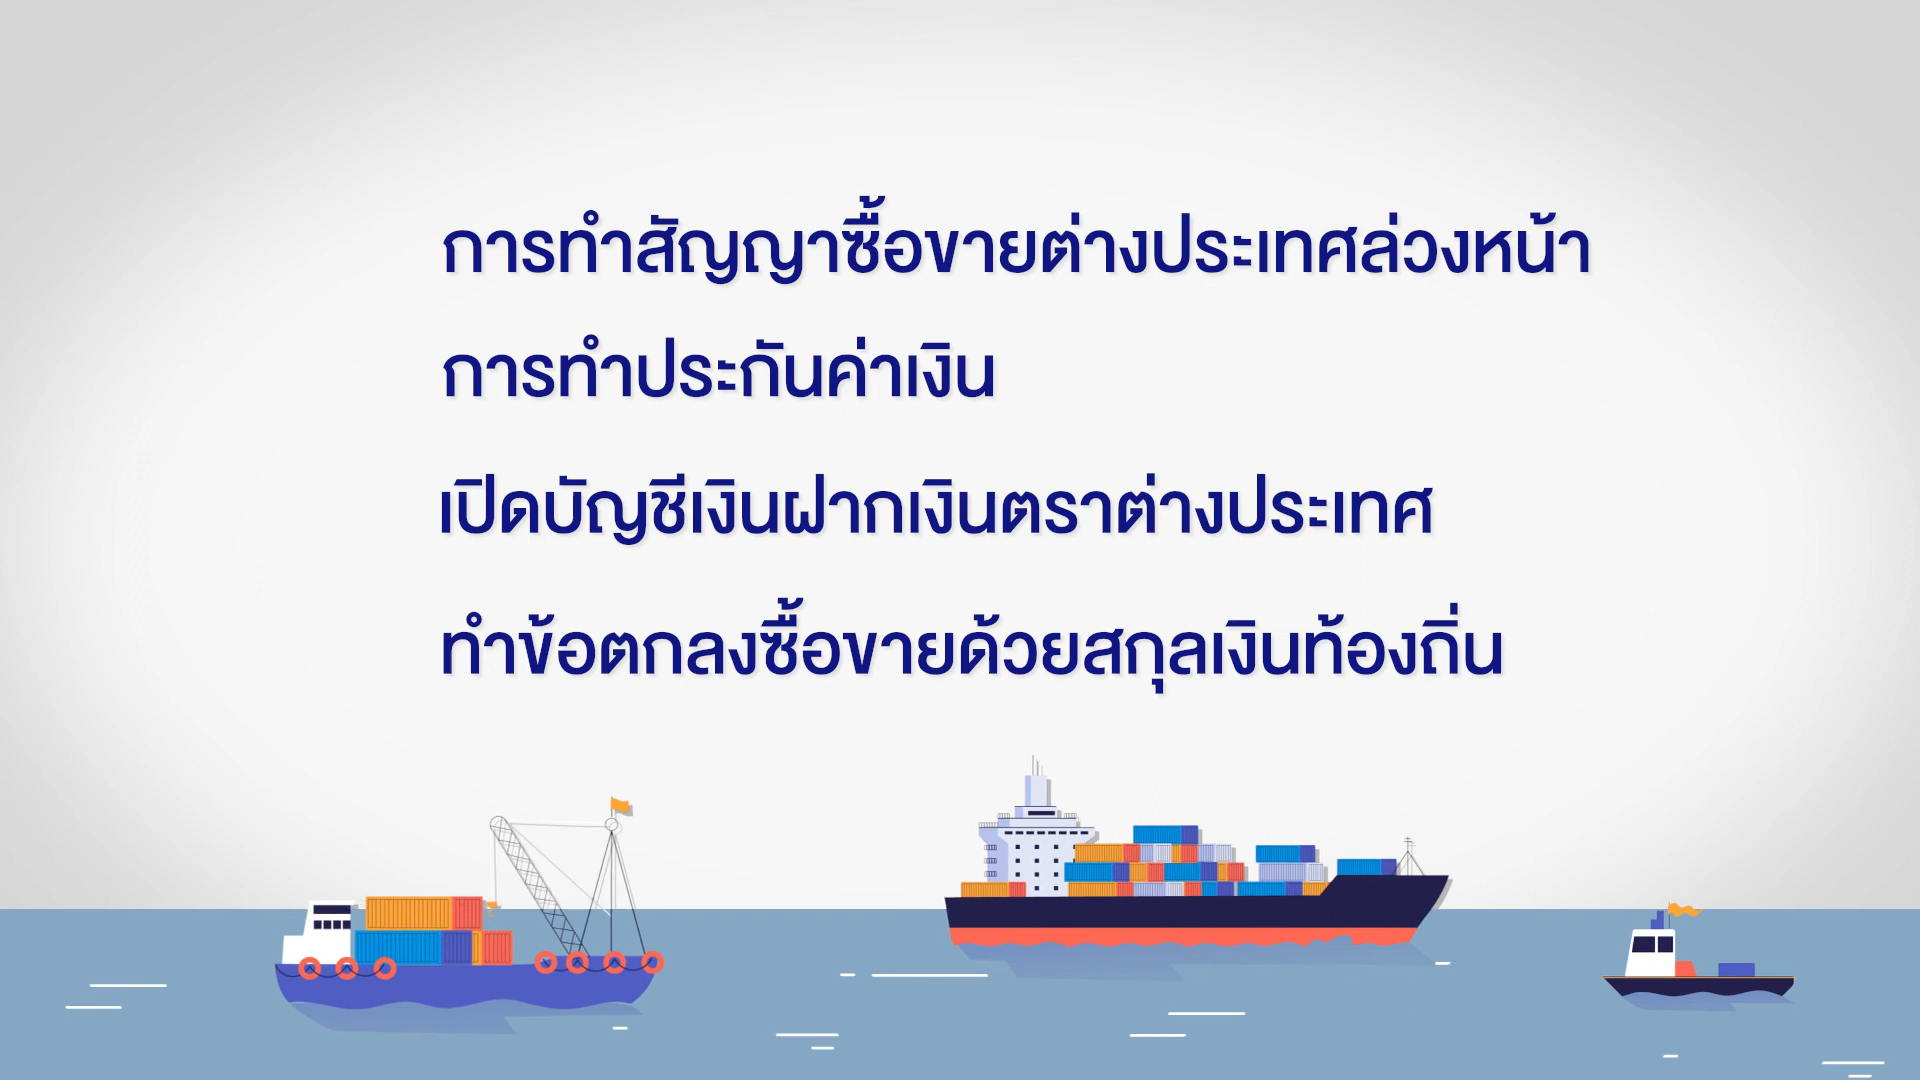 การทำสัญญาซื้อขายต่างประเทศล่วงหน้า
การทำประกันค่าเงิน
เปิดบัญชีเงินฝากเงินตราต่างประเทศ
ทำข้อตกลงซื้อขายด้วยสกุลเงินท้องถิ่น